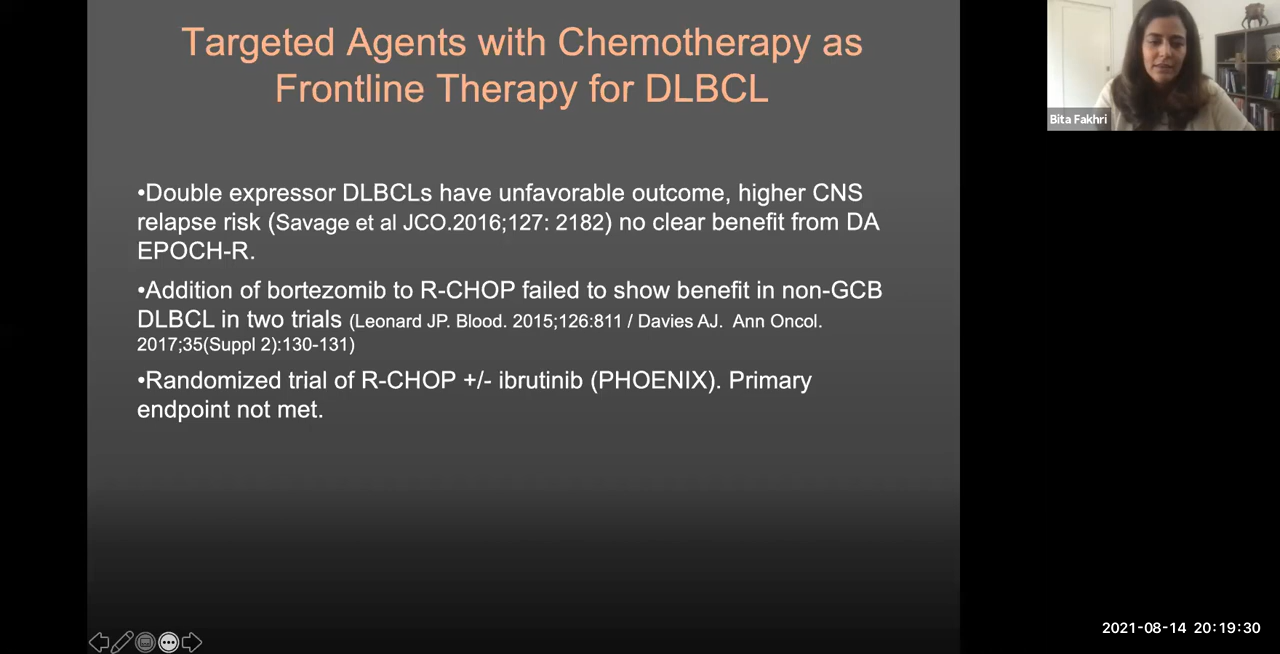 Targeted Agents with Chemotherapy as
Frontline Therapy for DLBCL
•Double expressor DLBCLs have unfavorable outcome, higher CNS
relapse risk (Savage et al JCO.2016;127: 2182) no clear benefit from DA
EPOCH-R.
•Addition of bortezomib to R-CHOP failed to show benefit in non-GCB
DLBCL in two trials (Leonard JP. Blood. 2015;126:811 / Davies AJ. Ann Oncol.
2017;35(Suppl 2):130-131)
•Randomized trial of R-CHOP +/- ibrutinib (PHOENIX). Primary
endpoint not met.
Bita Fakhri
2021-08-14 20:19:30